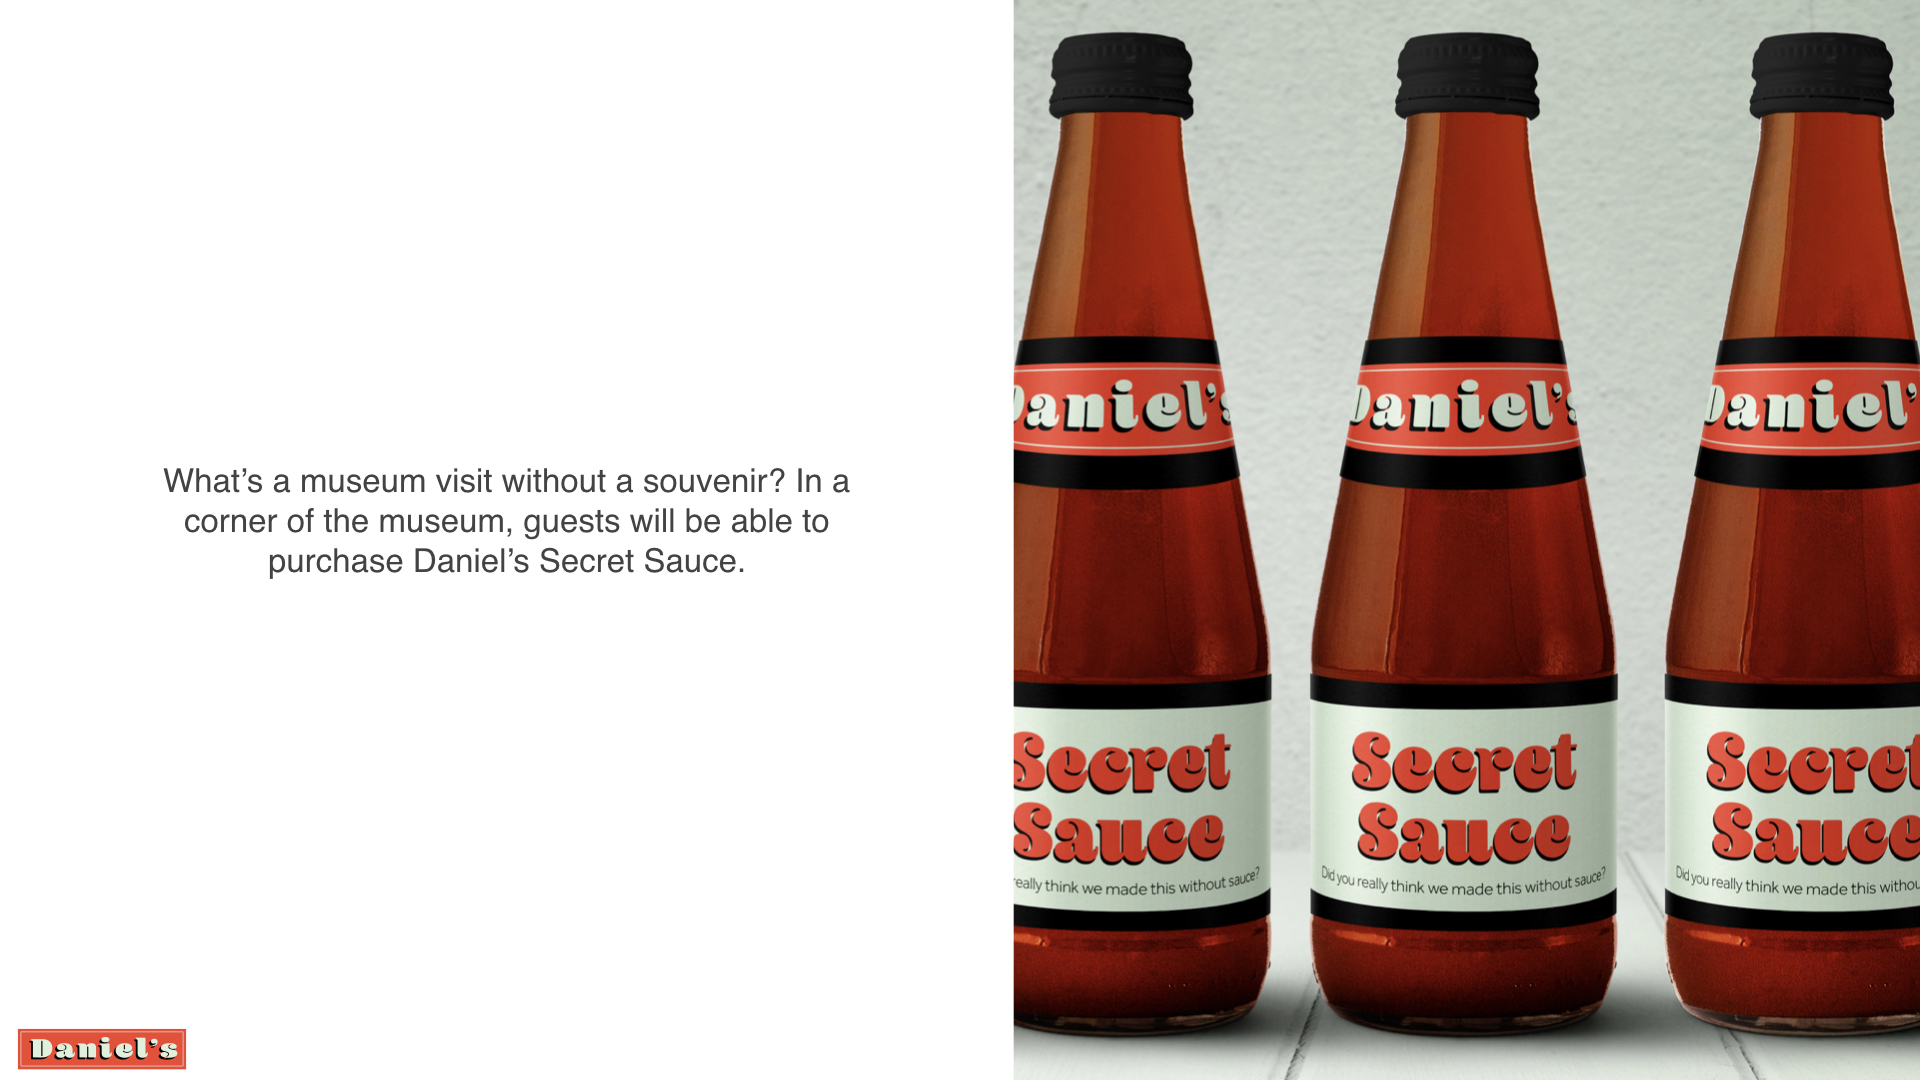 What’s a museum visit without a souvenir? In a
corner of the museum, guests will be able to
purchase Daniel’s Secret Sauce.
Daniel's
Daniel's
Daniel's
Daniel'
Secret
Sauce
really think we made this without sauce?
Secret
Sauce
Did you really think we made this without sauce?
Secret
Sauce
Did you really think we made this